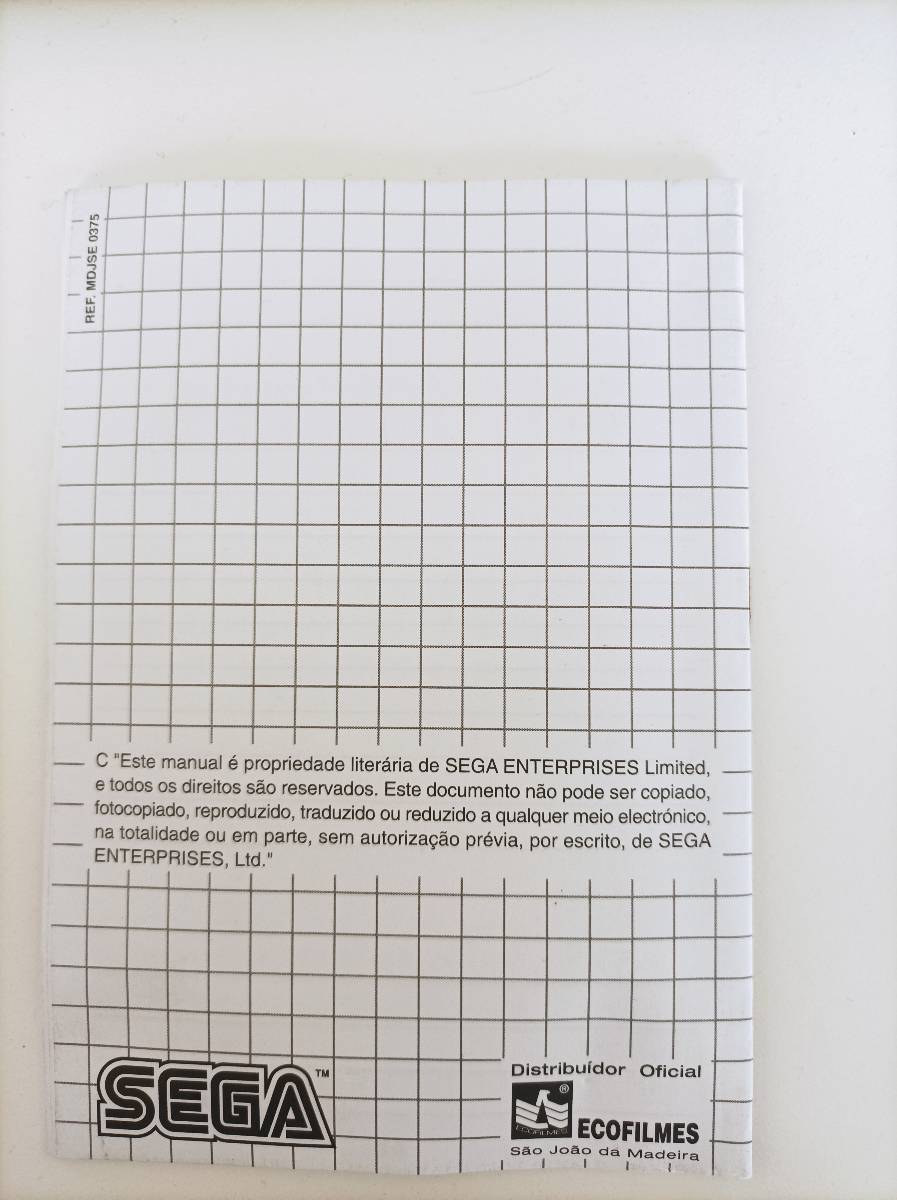 REF. MDJSE 0375
C "Este manual é propriedade literária de SEGA ENTERPRISES Limited,
e todos os direitos são reservados. Este documento não pode ser copiado,
fotocopiado, reproduzido, traduzido ou reduzido a qualquer meio electrónico,
na totalidade ou em parte, sem autorização prévia, por escrito, de SEGA
ENTERPRISES, Ltd."
SEGA™
Distribuídor Oficial
®
ECOFILMES
ECOFILMES
São João da Madeira